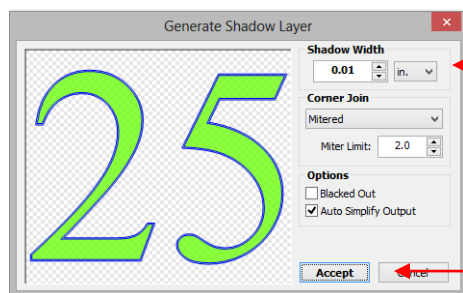 Generate Shadow Layer
25
Shadow Width
0.01 in.
Corner Join
Mitered
Miter Limit: 2.0
Options
Blacked Out
Auto Simplify Output
Accept Cancel